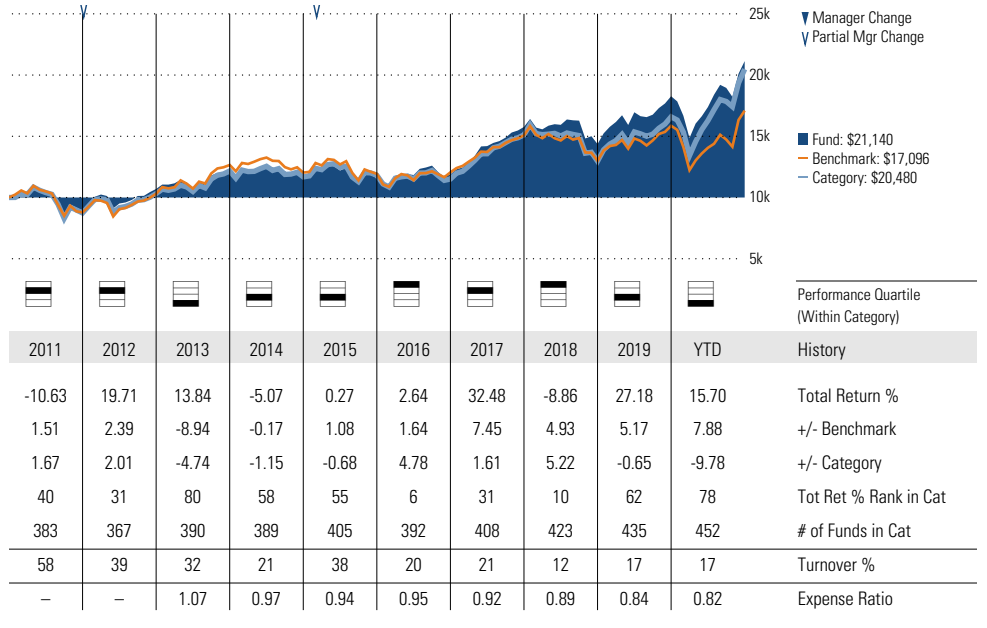 25k
20k
15k
10k
5k
Manager Change
Partial Mgr Change
Fund: $21,140
Benchmark: $17,096
Category: $20,480
Performance Quartile
(Within Category)
2011 2012 2013 2014 2015 2016 2017 2018 2019 YTD History
-10.63 19.71 13.84 -5.07 0.27 2.64 32.48 -8.86 27.18 15.70 Total Return %
1.51 2.39 -8.94 -0.17 1.08 1.64 7.45 4.93 5.17 7.88 +/- Benchmark
1.67 2.01 -4.74 -1.15 -0.68 4.78 1.61 5.22 -0.65 -9.78 +/- Category
40 31 80 58 55 6 31 10 62 78 Tot Ret % Rank in Cat
383 367 390 389 405 392 408 423 435 452 # of Funds in Cat
58 39 32 21 38 20 21 12 17 17 Turnover %
– – 1.07 0.97 0.94 0.95 0.92 0.89 0.84 0.82 Expense Ratio